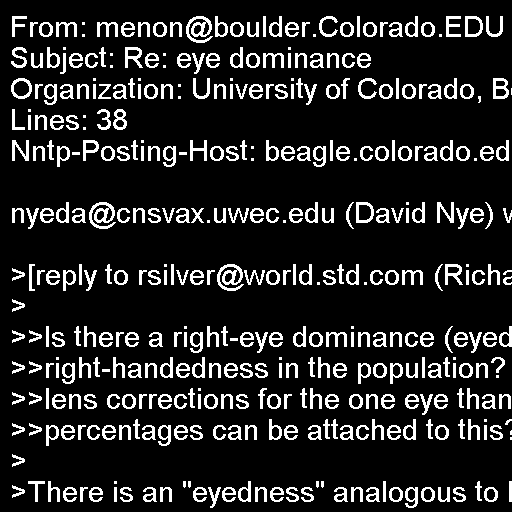 From: menon@boulder.Colorado.EDU
Subject: Re: eye dominance
Organization: University of Colorado,
Lines: 38
Nntp-Posting-Host: beagle.colorado.ed
nyeda@cnsvax.uwec.edu (David Nye)
>[reply to rsilver@world.std.com (Richa
>
>>Is there a right-eye dominance (eyed
>>right-handedness in the population?
>>lens corrections for the one eye than
>>percentages can be attached to this?
>
>There is an "eyedness" analogous to